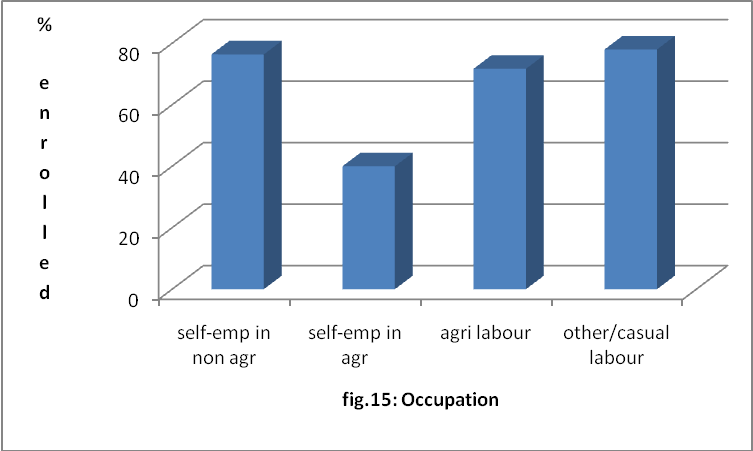 %
enrolled
80
60
40
20
0
self-emp in
non agr
self-emp in
agr
agri labour
other/casual
labour
fig.15: Occupation